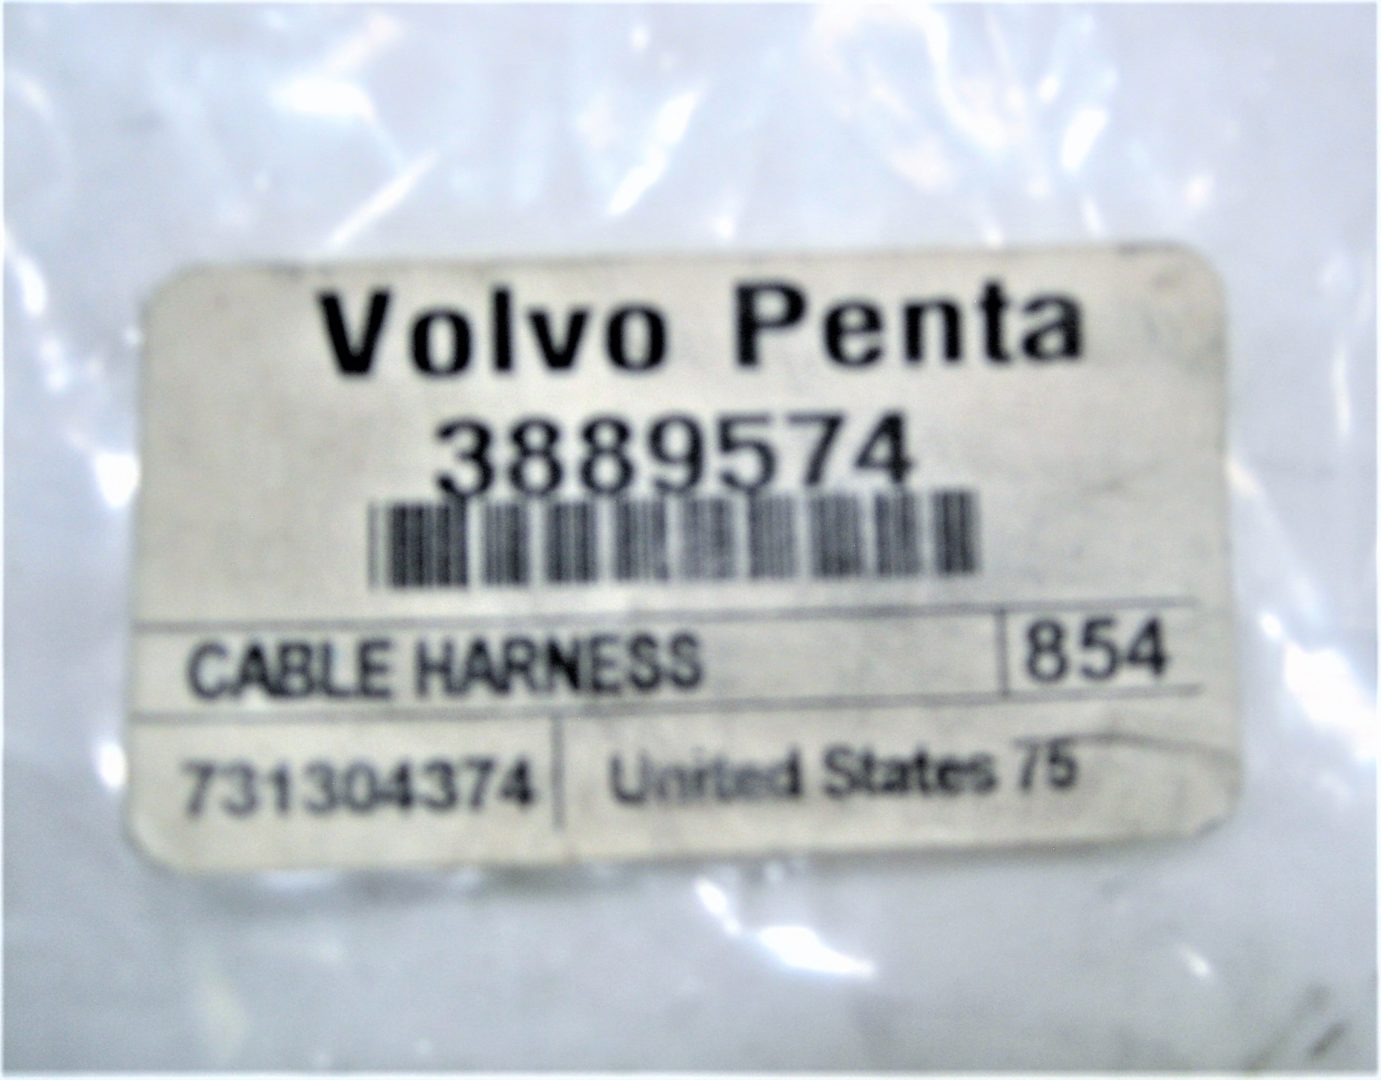 Volvo Penta
3889574
CABLE HARNESS 854
731304374 United States 75